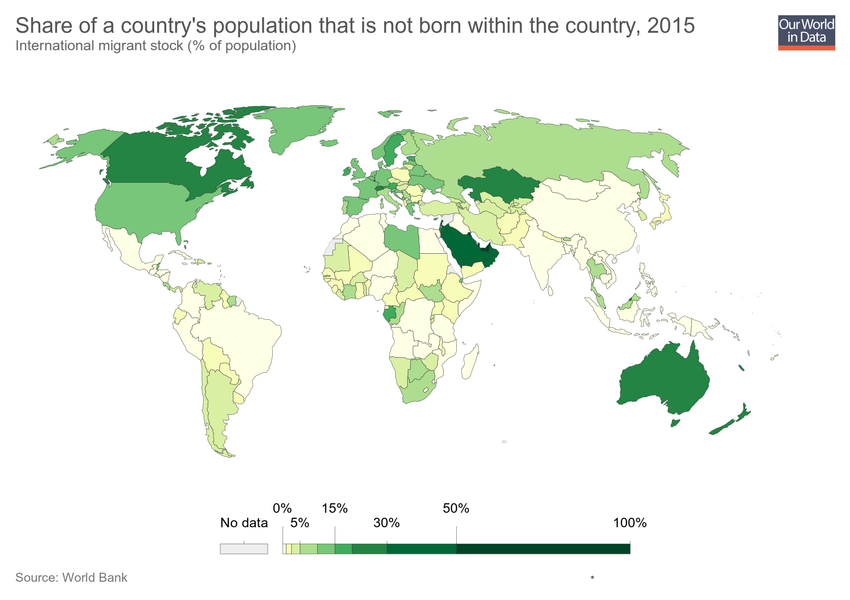 Share of a country's population that is not born within the country, 2015
International migrant stock (% of population)
Our World
in Data
0% 15% 50%
No data 5% 30% 100%
Source: World Bank